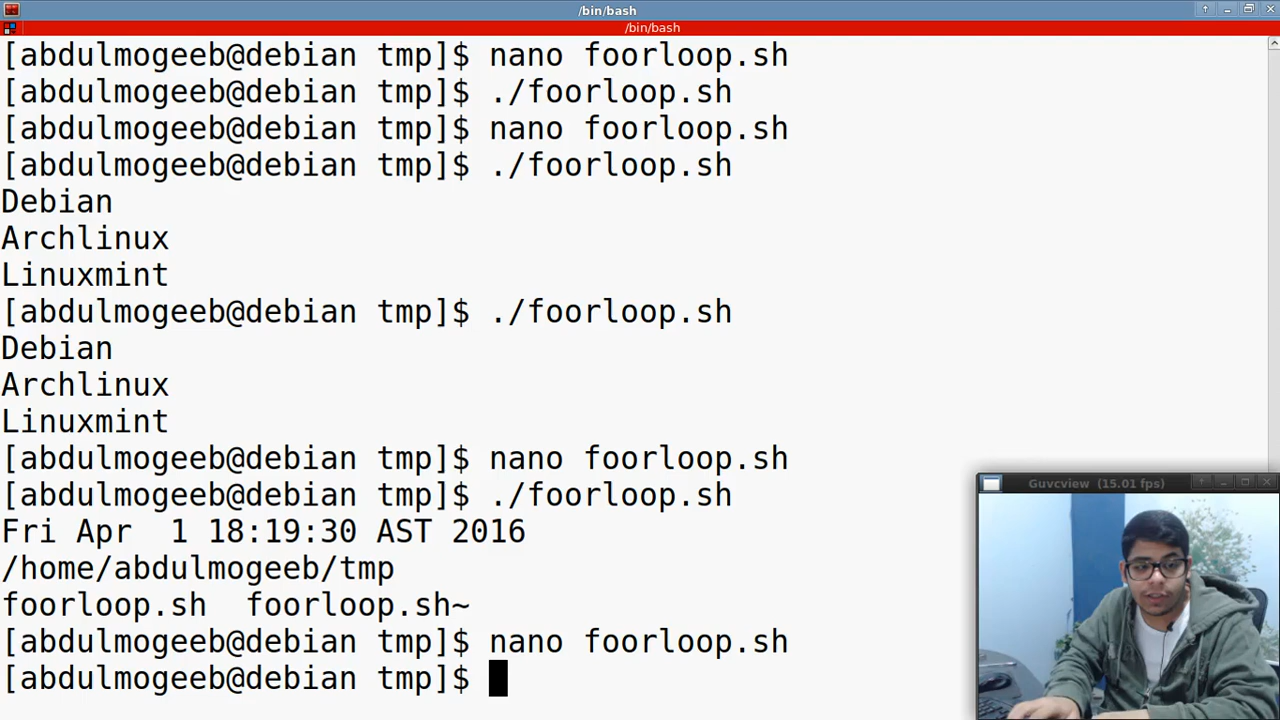 /bin/bash
/bin/bash
[abdulmogeeb@debian tmp]$ nano foorloop.sh
[abdulmogeeb@debian tmp]$ ./foorloop.sh
[abdulmogeeb@debian tmp]$ nano foorloop.sh
[abdulmogeeb@debian tmp]$ ./foorloop.sh
Debian
Archlinux
Linuxmint
[abdulmogeeb@debian tmp]$ ./foorloop.sh
Debian
Archlinux
Linuxmint
[abdulmogeeb@debian tmp]$ nano foorloop.sh
[abdulmogeeb@debian tmp]$ ./foorloop.sh
Fri Apr  1 18:19:30 AST 2016
/home/abdulmogeeb/tmp
foorloop.sh  foorloop.sh~
[abdulmogeeb@debian tmp]$ nano foorloop.sh
[abdulmogeeb@debian tmp]$
Guvcview (15.01 fps)